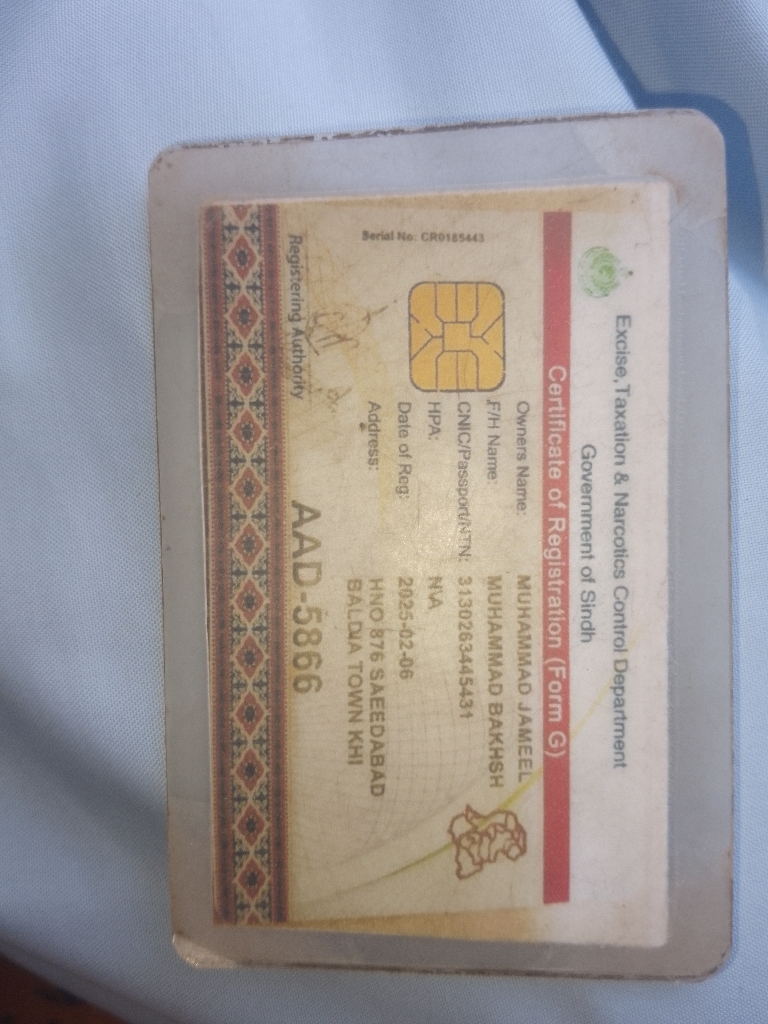 Excise,Taxation & Narcotics Control Department
Government of Sindh
Certificate of Registration (Form G)
Serial No: CR0185443
Owners Name: MUHAMMAD JAMEEL
F/H Name: MUHAMMAD BAKHSH
CNIC/Passport/NTN: 3130263445431
HPA: N\A
Date of Reg: 2025-02-06
Address: HNO 876 SAEEDABAD
BALDIA TOWN KHI
Registering Authority
AAD-5866